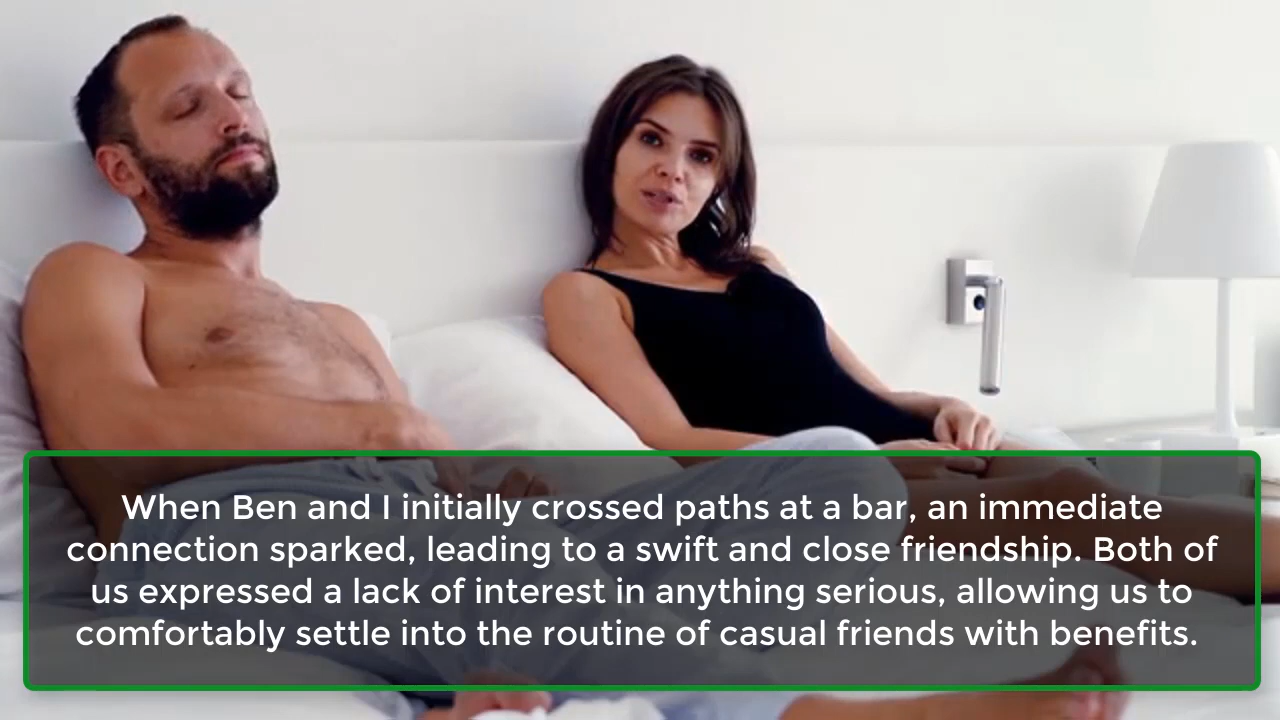 When Ben and I initially crossed paths at a bar, an immediate
connection sparked, leading to a swift and close friendship. Both of
us expressed a lack of interest in anything serious, allowing us to
comfortably settle into the routine of casual friends with benefits.